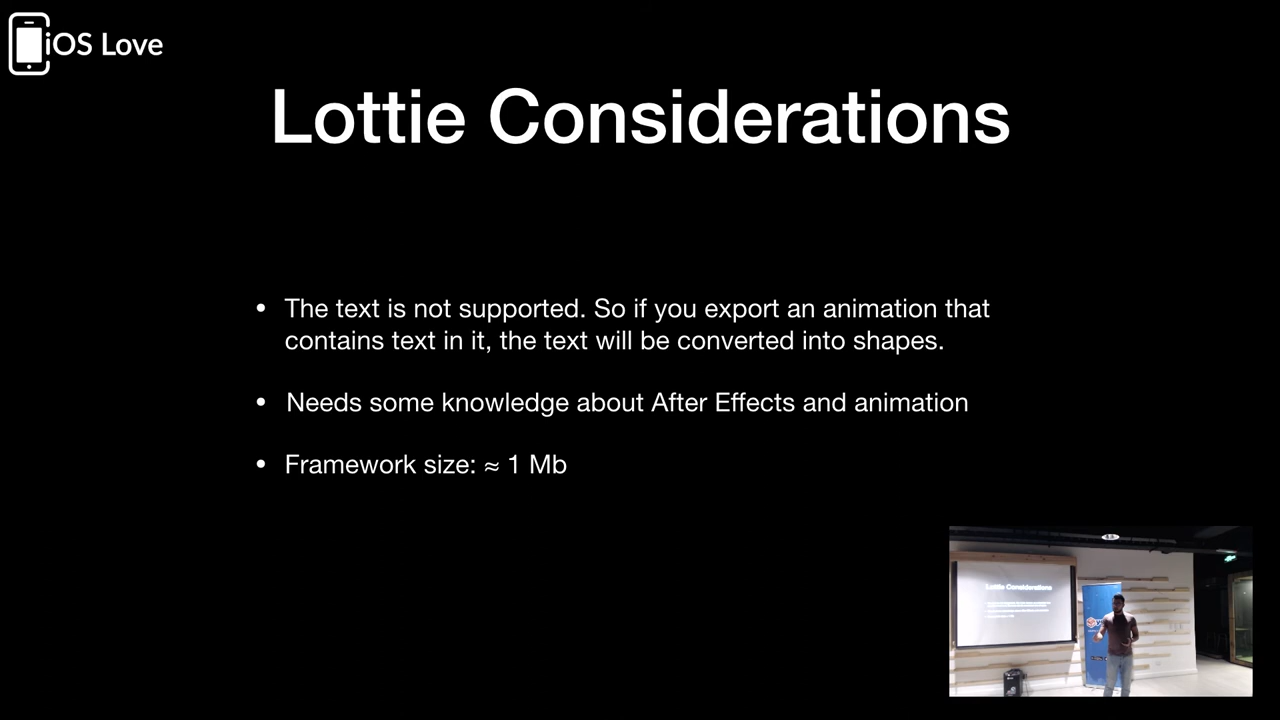 iOS Love
Lottie Considerations
• The text is not supported. So if you export an animation that
contains text in it, the text will be converted into shapes.
• Needs some knowledge about After Effects and animation
• Framework size: ≈ 1 Mb
Lottie Considerations